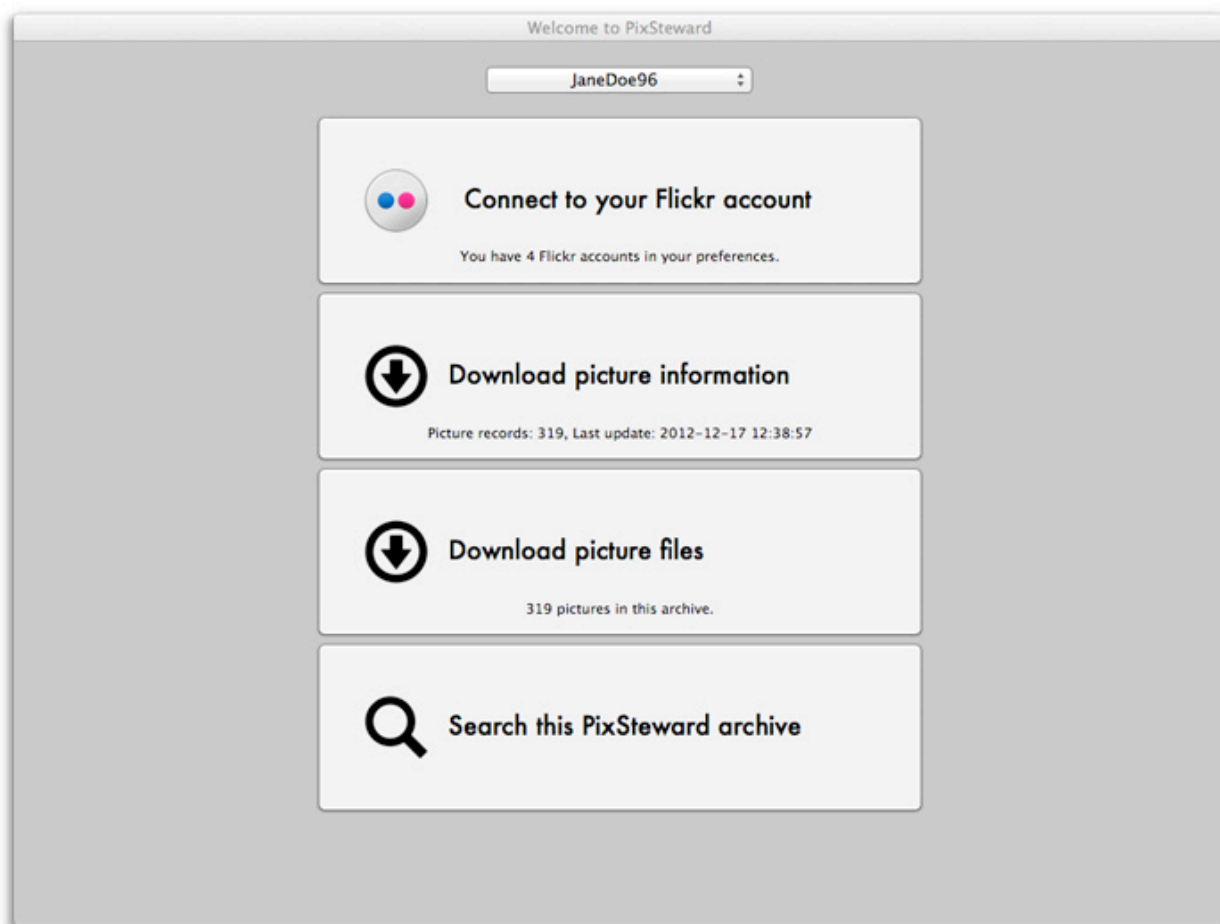 Welcome to PixSteward
JaneDoe96
Connect to your Flickr account
You have 4 Flickr accounts in your preferences.
Download picture information
Picture records: 319, Last update: 2012-12-17 12:38:57
Download picture files
319 pictures in this archive.
Search this PixSteward archive